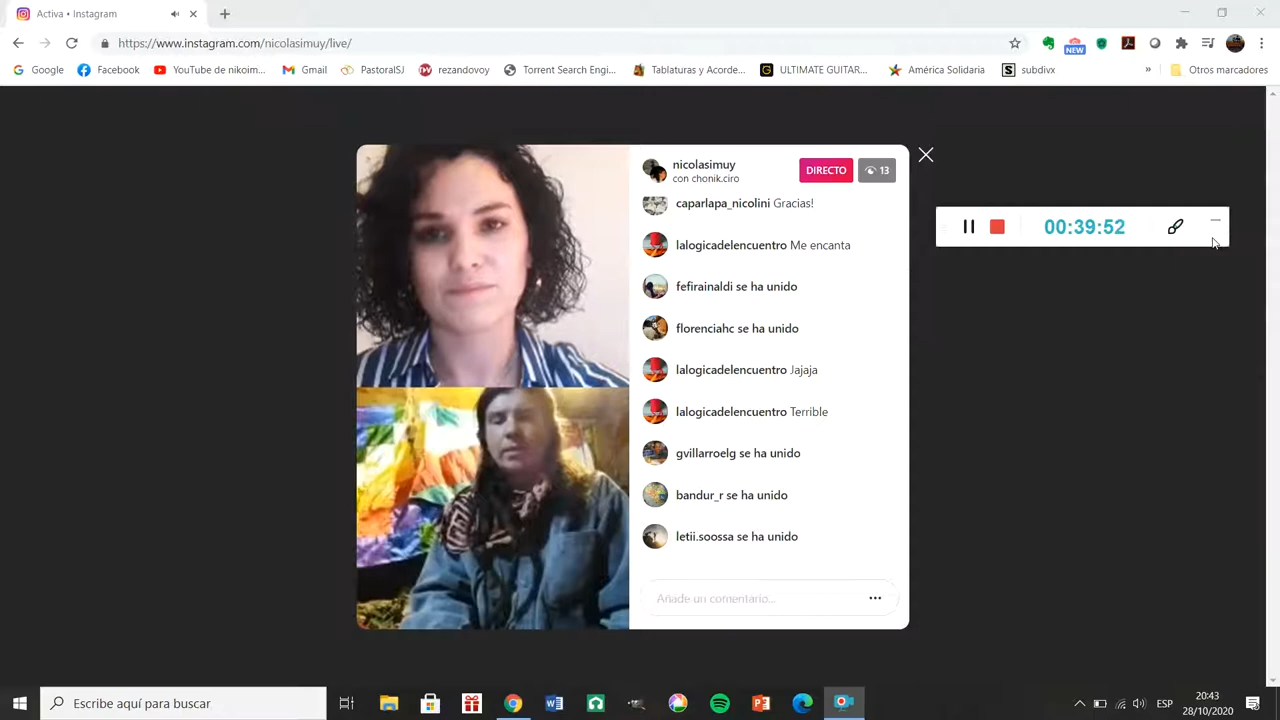 Activa • Instagram
https://www.instagram.com/nicolasimuy/live/
NEW
Google
Facebook
YouTube de nikoim...
Gmail
PastoralSJ
rezandovoy
Torrent Search Engi...
Tablaturas y Acorde...
ULTIMATE GUITAR...
América Solidaria
subdivx
»
Otros marcadores
nicolasimuy
con chonik.ciro
DIRECTO
13
caparlapa_nicolini Gracias!
lalogicadelencuentro Me encanta
fefirainaldi se ha unido
florenciahc se ha unido
lalogicadelencuentro Jajaja
lalogicadelencuentro Terrible
gvillarroelg se ha unido
bandur_r se ha unido
letii.soossa se ha unido
Añade un comentario...
00:39:52
Escribe aquí para buscar
ESP
20:43
28/10/2020